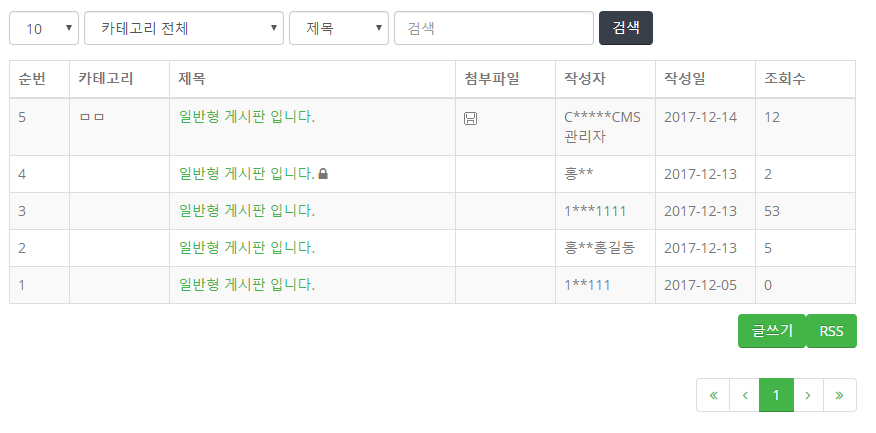 10 카테고리 전체 제목 검색 검색
순번 카테고리 제목 첨부파일 작성자 작성일 조회수
5 ㅁㅁ 일반형 게시판 입니다. C*****CMS 2017-12-14 12
관리자
4 일반형 게시판 입니다. 홍** 2017-12-13 2
3 일반형 게시판 입니다. 1***1111 2017-12-13 53
2 일반형 게시판 입니다. 홍**홍길동 2017-12-13 5
1 일반형 게시판 입니다. 1**111 2017-12-05 0
글쓰기 RSS
« ‹ 1 › »